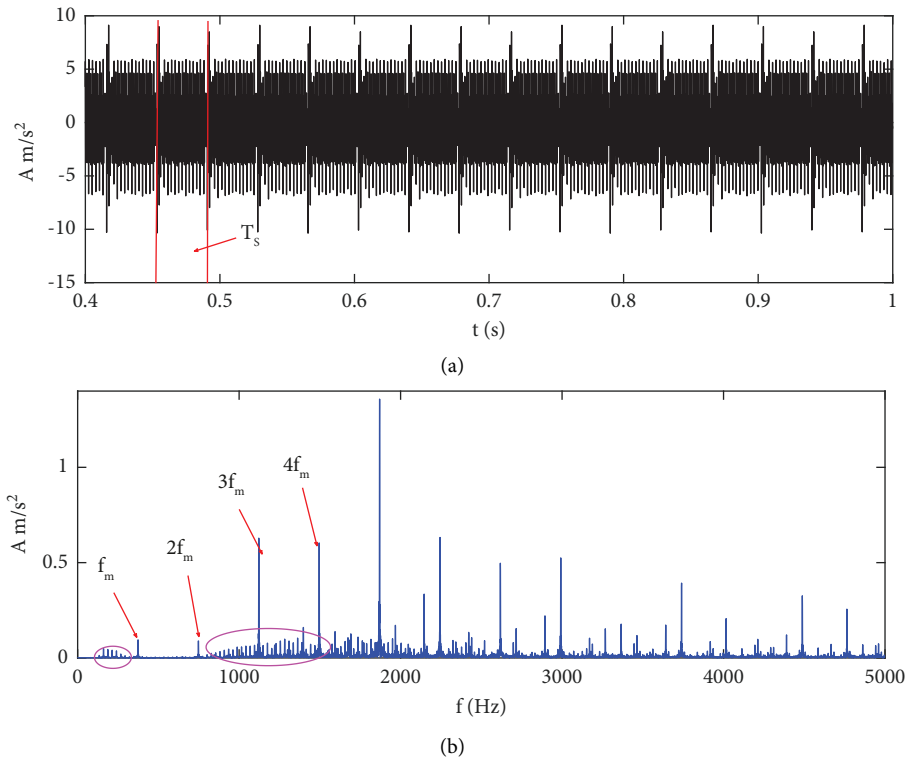 10
5
0
-5
-10
-15
A m/s²
Tₛ
0.4 0.5 0.6 0.7 0.8 0.9 1
t (s)
(a)
1
0.5
0
A m/s²
fₘ
2fₘ
3fₘ
4fₘ
0 1000 2000 3000 4000 5000
f (Hz)
(b)